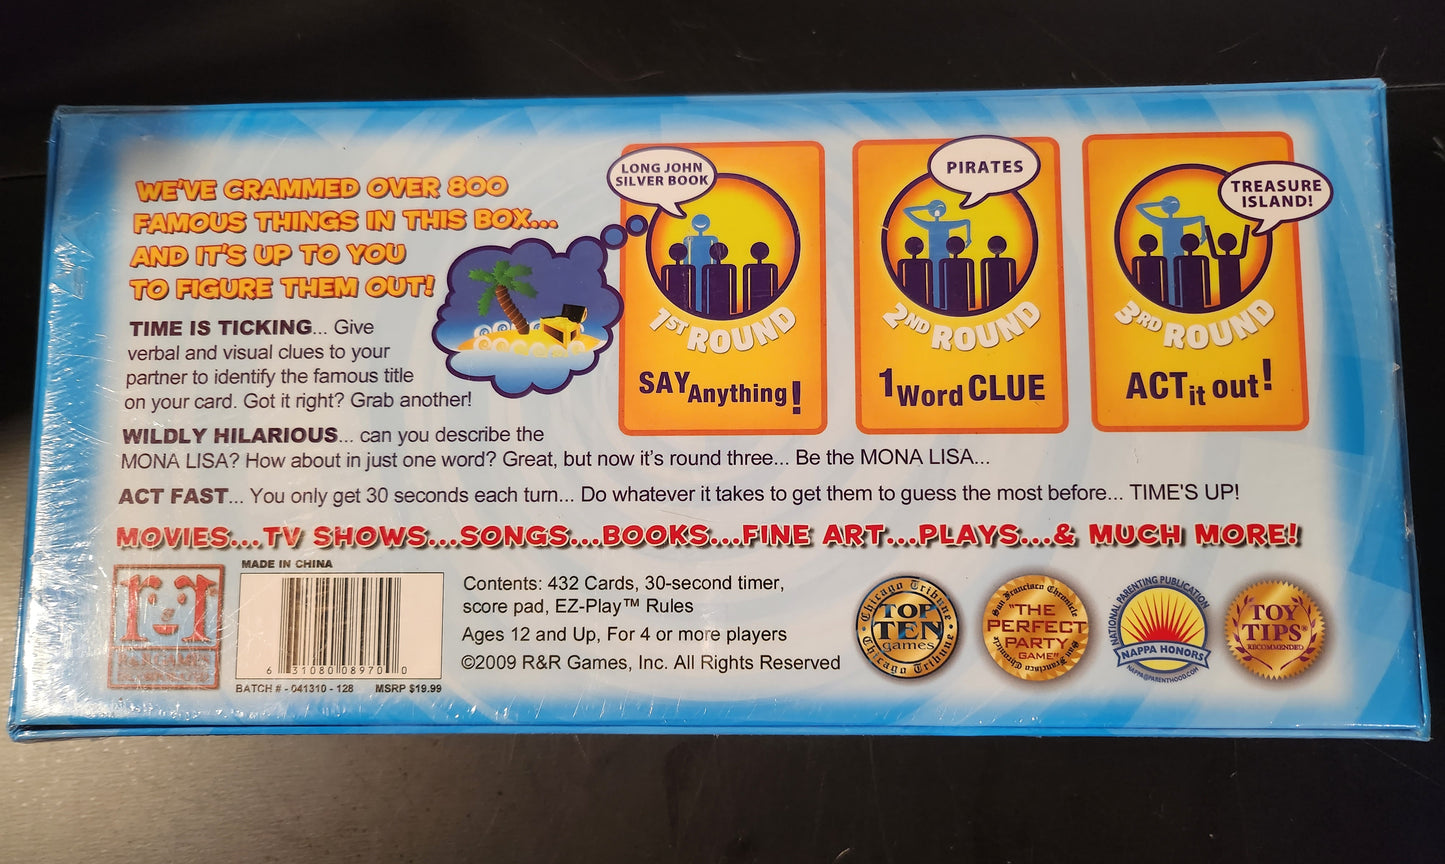 WE'VE CRAMMED OVER 800
FAMOUS THINGS IN THIS BOX...
AND IT'S UP TO YOU
TO FIGURE THEM OUT!
TIME IS TICKING... Give
verbal and visual clues to your
partner to identify the famous title
on your card. Got it right? Grab another!
LONG JOHN
SILVER BOOK
1ST ROUND
SAY Anything!
PIRATES
2ND ROUND
1 Word CLUE
TREASURE
ISLAND!
3RD ROUND
ACT it out!
WILDLY HILARIOUS... can you describe the
MONA LISA? How about in just one word? Great, but now it's round three... Be the MONA LISA...
ACT FAST... You only get 30 seconds each turn... Do whatever it takes to get them to guess the most before... TIME'S UP!
MOVIES...TV SHOWS...SONGS...BOOKS...FINE ART...PLAYS...& MUCH MORE!
r&r
R&R GAMES
MADE IN CHINA
6 31080 08970 0
BATCH # - 041310 - 128 MSRP $19.99
Contents: 432 Cards, 30-second timer,
score pad, EZ-Play™ Rules
Ages 12 and Up, For 4 or more players
©2009 R&R Games, Inc. All Rights Reserved
Chicago Tribune
TOP
TEN
games
Chicago Tribune
San Francisco Chronicle
"THE
PERFECT
PARTY
GAME"
San Francisco Chronicle
NATIONAL PARENTING PUBLICATION
NAPPA HONORS
NAPPA@PARENTHOOD.COM
TOY
TIPS®
RECOMMENDED